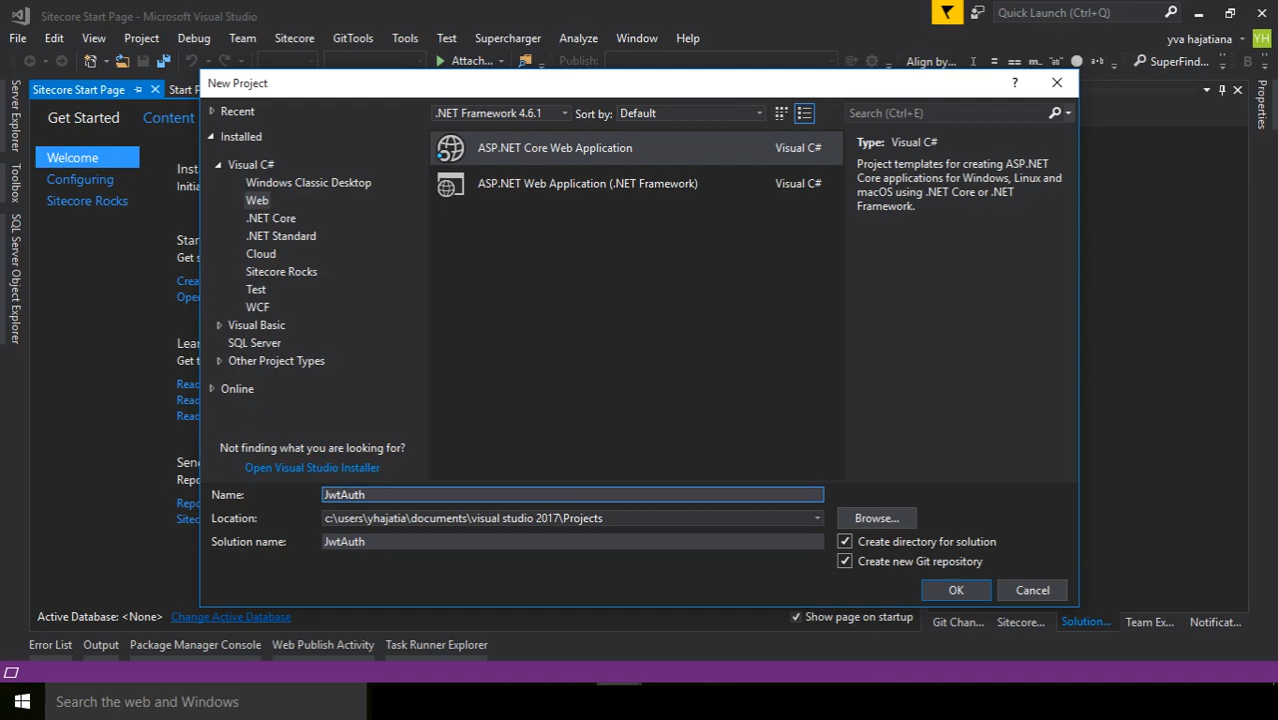 Sitecore Start Page - Microsoft Visual Studio
Quick Launch (Ctrl+Q)
File Edit View Project Debug Team Sitecore GitTools Tools Test Supercharger Analyze Window Help
yva hajatiana YH
Attach...
Publish:
Align by...
SuperFind...
Server Explorer
Toolbox
SQL Server Object Explorer
Properties
Sitecore Start Page
Start P
Get Started Content
Welcome
Configuring
Sitecore Rocks
New Project
Recent
Installed
Visual C#
Windows Classic Desktop
Web
.NET Core
.NET Standard
Cloud
Sitecore Rocks
Test
WCF
Visual Basic
SQL Server
Other Project Types
Online
Not finding what you are looking for?
Open Visual Studio Installer
.NET Framework 4.6.1
Sort by: Default
ASP.NET Core Web Application Visual C#
ASP.NET Web Application (.NET Framework) Visual C#
Search (Ctrl+E)
Type: Visual C#
Project templates for creating ASP.NET
Core applications for Windows, Linux and
macOS using .NET Core or .NET
Framework.
Name: JwtAuth
Location: c:\users\yhajatia\documents\visual studio 2017\Projects
Browse...
Solution name: JwtAuth
Create directory for solution
Create new Git repository
OK Cancel
Active Database: <None> Change Active Database
Show page on startup
Git Chan... Sitecore... Solution... Team Ex... Notificat...
Error List Output Package Manager Console Web Publish Activity Task Runner Explorer
Search the web and Windows